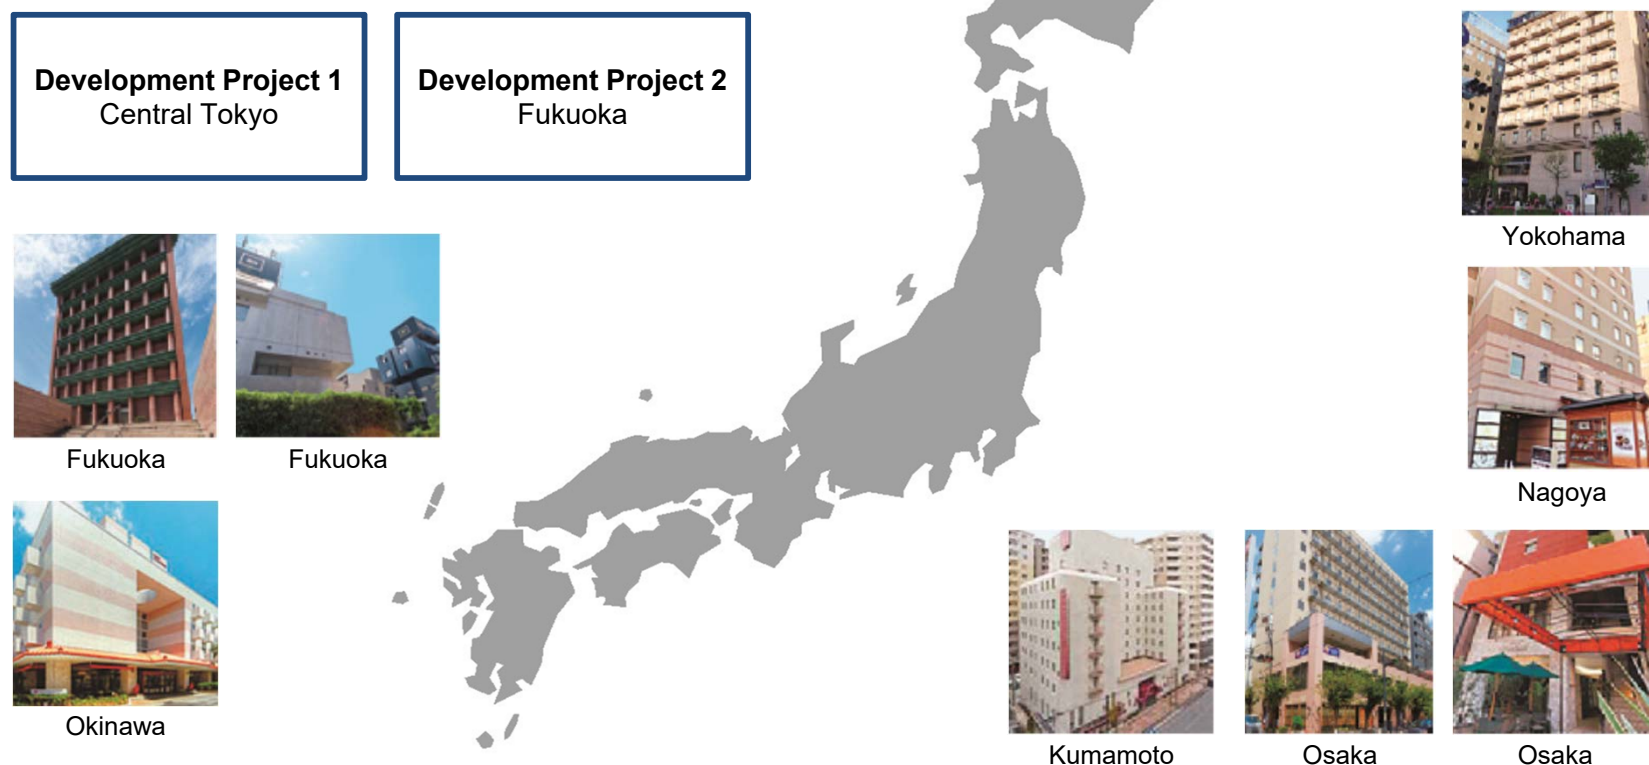 Development Project 1
Central Tokyo
Development Project 2
Fukuoka
Yokohama
Fukuoka
Fukuoka
Nagoya
Okinawa
Kumamoto
Osaka
Osaka